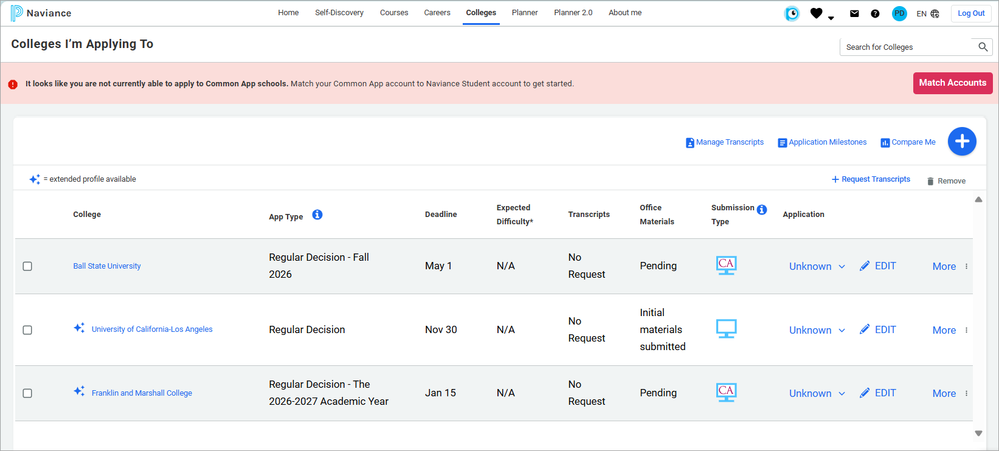 Naviance
Home Self-Discovery Courses Careers Colleges Planner Planner 2.0 About me
PD EN Log Out
Colleges I'm Applying To
Search for Colleges
It looks like you are not currently able to apply to Common App schools. Match your Common App account to Naviance Student account to get started.
Match Accounts
Manage Transcripts Application Milestones Compare Me
= extended profile available
Request Transcripts Remove
College App Type Deadline Expected Difficulty* Transcripts Office Materials Submission Type Application
Ball State University Regular Decision - Fall 2026 May 1 N/A No Request Pending CA Unknown EDIT More
University of California-Los Angeles Regular Decision Nov 30 N/A No Request Initial materials submitted Unknown EDIT More
Franklin and Marshall College Regular Decision - The 2026-2027 Academic Year Jan 15 N/A No Request Pending CA Unknown EDIT More